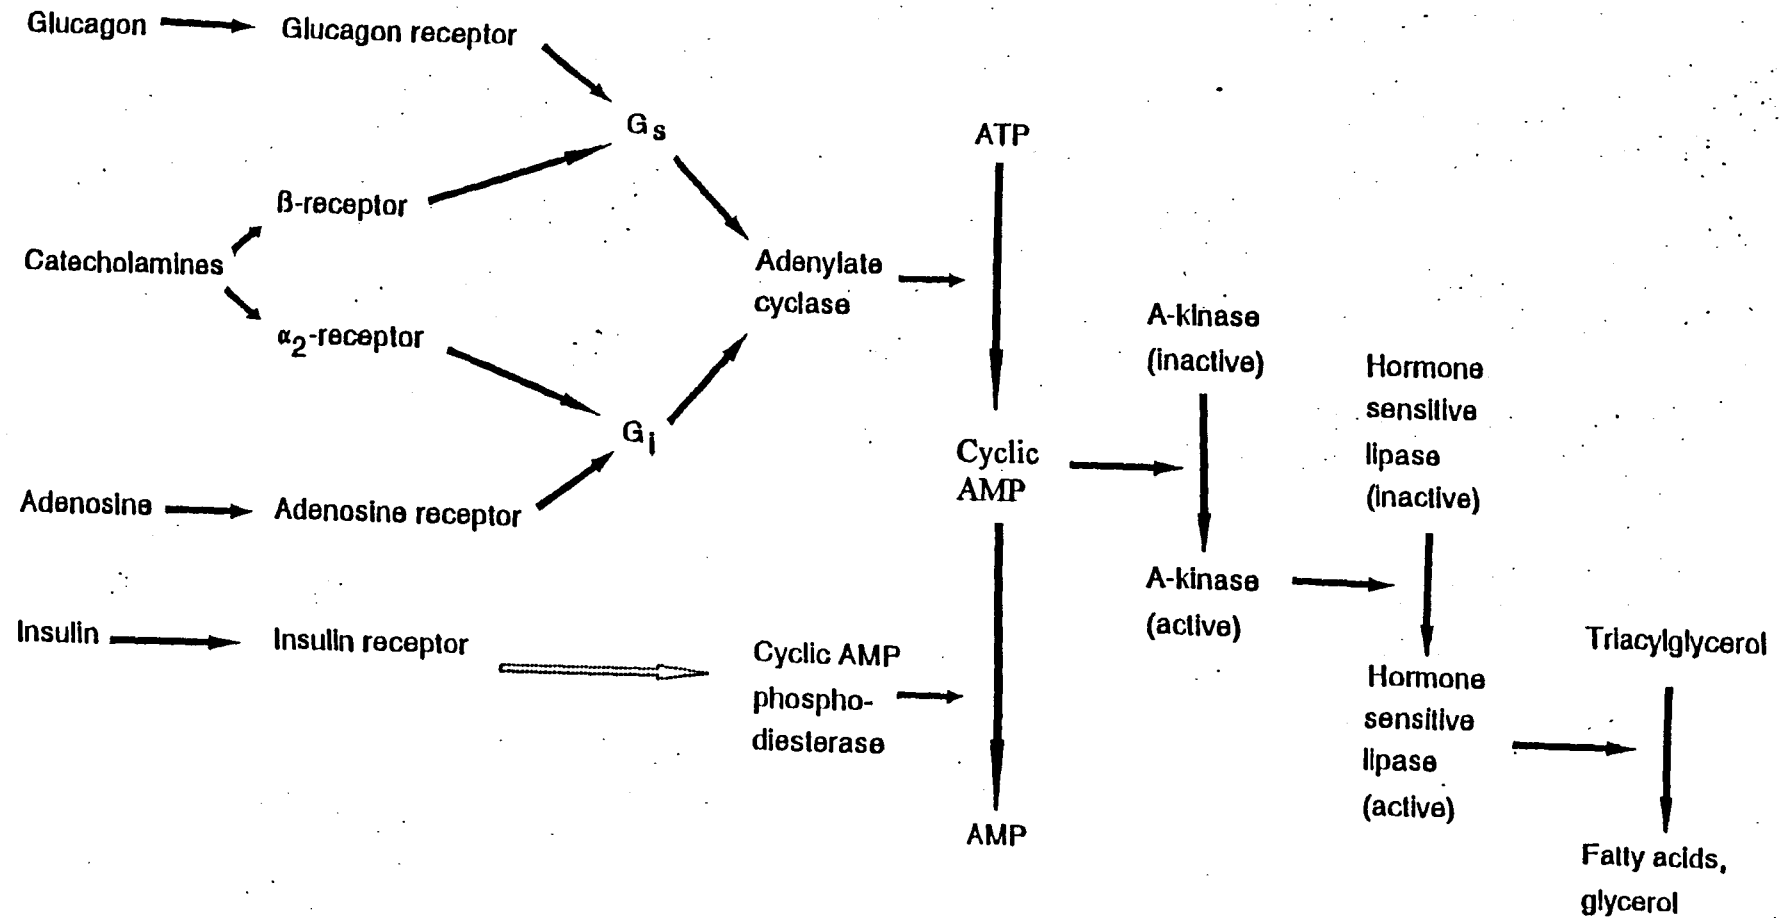 Glucagon
Glucagon receptor
Gs
ATP
β-receptor
Catecholamines
Adenylate
cyclase
α2-receptor
A-kinase
(inactive)
Hormone
sensitive
lipase
(inactive)
Gi
Cyclic
AMP
Adenosine
Adenosine receptor
A-kinase
(active)
Insulin
Insulin receptor
Cyclic AMP
phospho-
diesterase
Triacylglycerol
Hormone
sensitive
lipase
(active)
AMP
Fatty acids,
glycerol